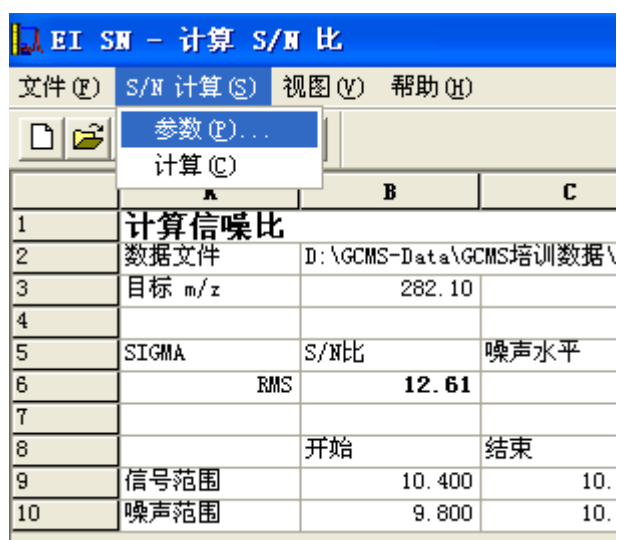 EI SN - 计算 S/N 比
文件(F) S/N 计算(S) 视图(V) 帮助(H)
参数(P)...
计算(C)
A B C
1 计算信噪比
2 数据文件 D:\GCMS-Data\GCMS培训数据\
3 目标 m/z 282.10
4
5 SIGMA S/N比 噪声水平
6 RMS 12.61
7
8 开始 结束
9 信号范围 10.400 10.
10 噪声范围 9.800 10.